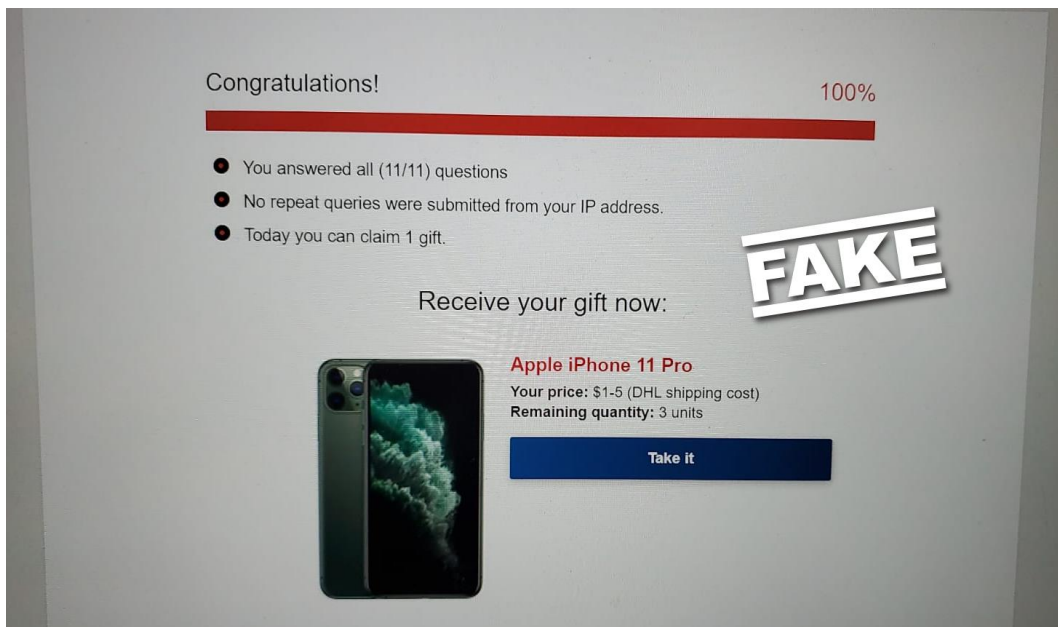 Congratulations!
100%
You answered all (11/11) questions
No repeat queries were submitted from your IP address.
Today you can claim 1 gift.
FAKE
Receive your gift now:
Apple iPhone 11 Pro
Your price: $1-5 (DHL shipping cost)
Remaining quantity: 3 units
Take it